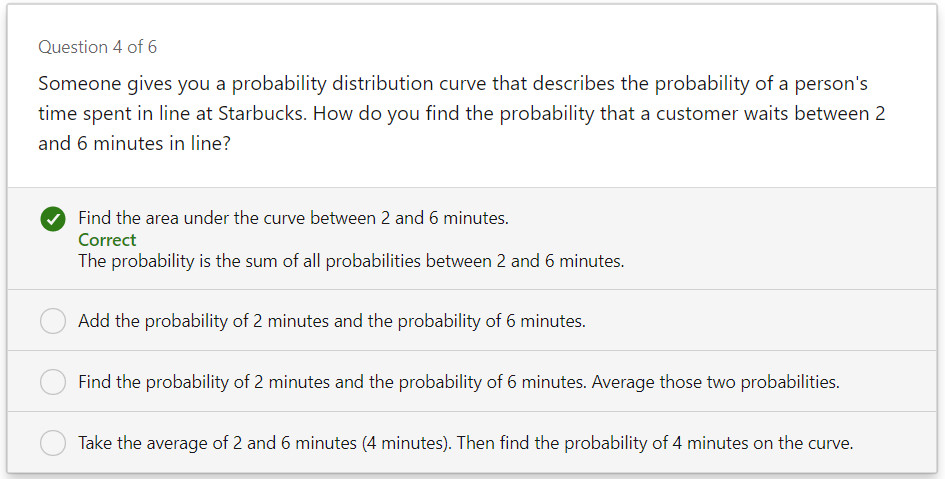 Question 4 of 6
Someone gives you a probability distribution curve that describes the probability of a person's
time spent in line at Starbucks. How do you find the probability that a customer waits between 2
and 6 minutes in line?
Find the area under the curve between 2 and 6 minutes.
Correct
The probability is the sum of all probabilities between 2 and 6 minutes.
Add the probability of 2 minutes and the probability of 6 minutes.
Find the probability of 2 minutes and the probability of 6 minutes. Average those two probabilities.
Take the average of 2 and 6 minutes (4 minutes). Then find the probability of 4 minutes on the curve.